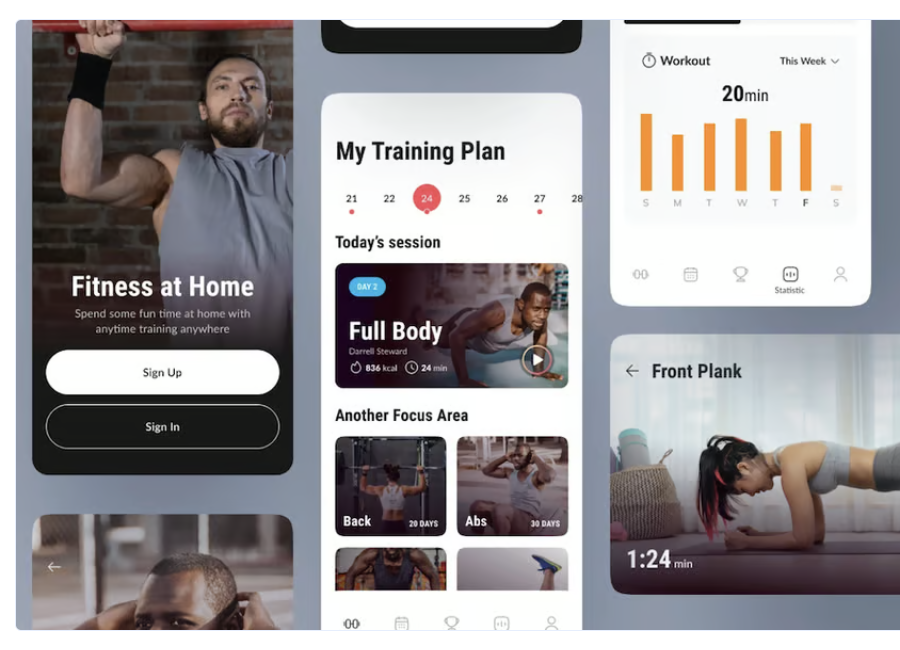 Fitness at Home
Spend some fun time at home with
anytime training anywhere
Sign Up
Sign In
My Training Plan
21 22 24 25 26 27 28
Today's session
DAY 2
Full Body
Darrell Steward
836 kcal 24 min
Another Focus Area
Back 20 DAYS
Abs 30 DAYS
Workout This Week
20min
S M T W T F S
Statistic
Front Plank
1:24 min